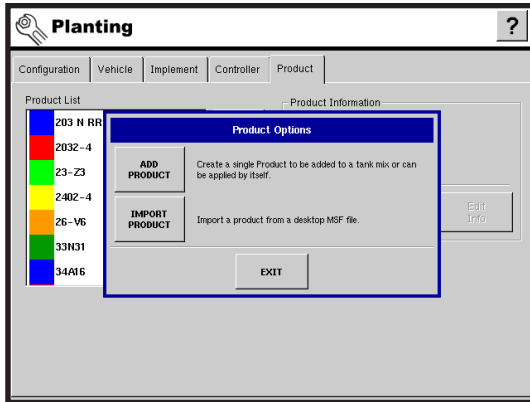 Planting
?
Configuration Vehicle Implement Controller Product
Product List
Product Information
203 N RR
2032-4
23-Z3
2402-4
26-V6
33N31
34A16
Product Options
ADD
PRODUCT
Create a single Product to be added to a tank mix or can
be applied by itself.
IMPORT
PRODUCT
Import a product from a desktop MSF file.
EXIT
Edit
Info